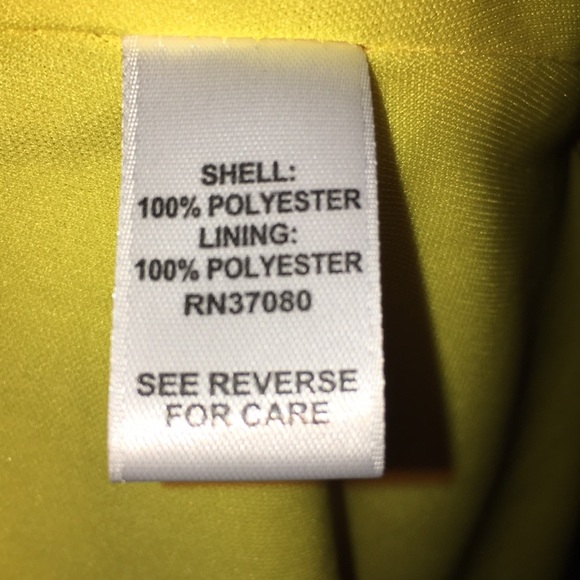 SHELL:
100% POLYESTER
LINING:
100% POLYESTER
RN37080
SEE REVERSE
FOR CARE